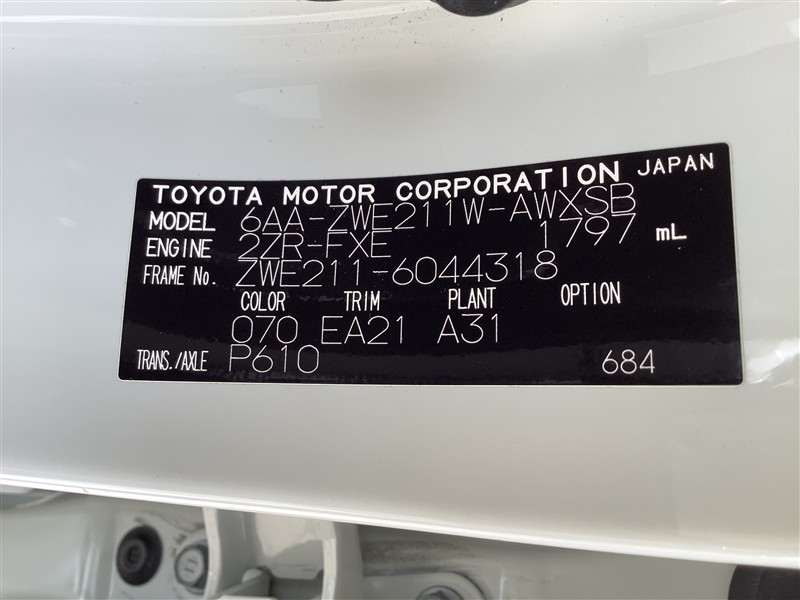 TOYOTA MOTOR CORPORATION JAPAN
MODEL 6AA-ZWE211W-AWXSB
ENGINE 2ZR-FXE 1797 mL
FRAME No. ZWE211-6044318
COLOR TRIM PLANT OPTION
070 EA21 A31
TRANS./AXLE P610 684